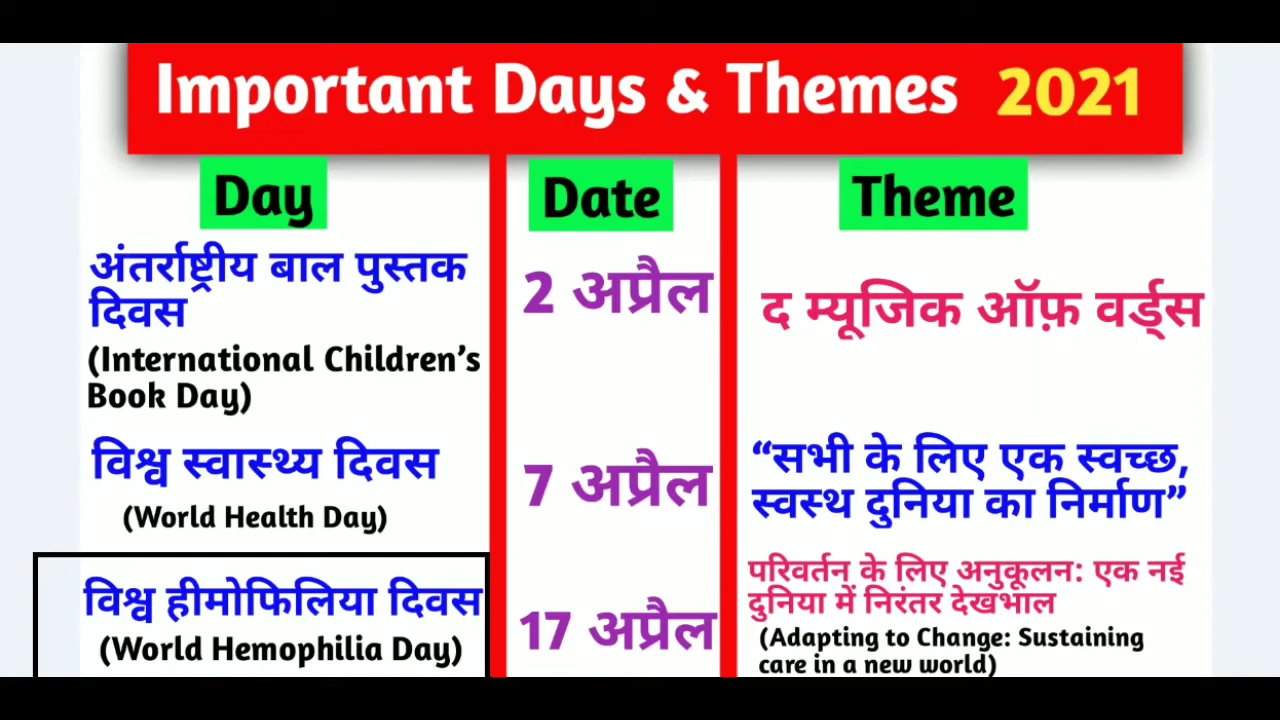 Important Days & Themes 2021
Day
Date
Theme
अंतर्राष्ट्रीय बाल पुस्तक
दिवस
(International Children’s
Book Day)
2 अप्रैल
द म्यूजिक ऑफ़ वर्ड्स
विश्व स्वास्थ्य दिवस
(World Health Day)
7 अप्रैल
“सभी के लिए एक स्वच्छ,
स्वस्थ दुनिया का निर्माण”
विश्व हीमोफिलिया दिवस
(World Hemophilia Day)
17 अप्रैल
परिवर्तन के लिए अनुकूलन: एक नई
दुनिया में निरंतर देखभाल
(Adapting to Change: Sustaining
care in a new world)